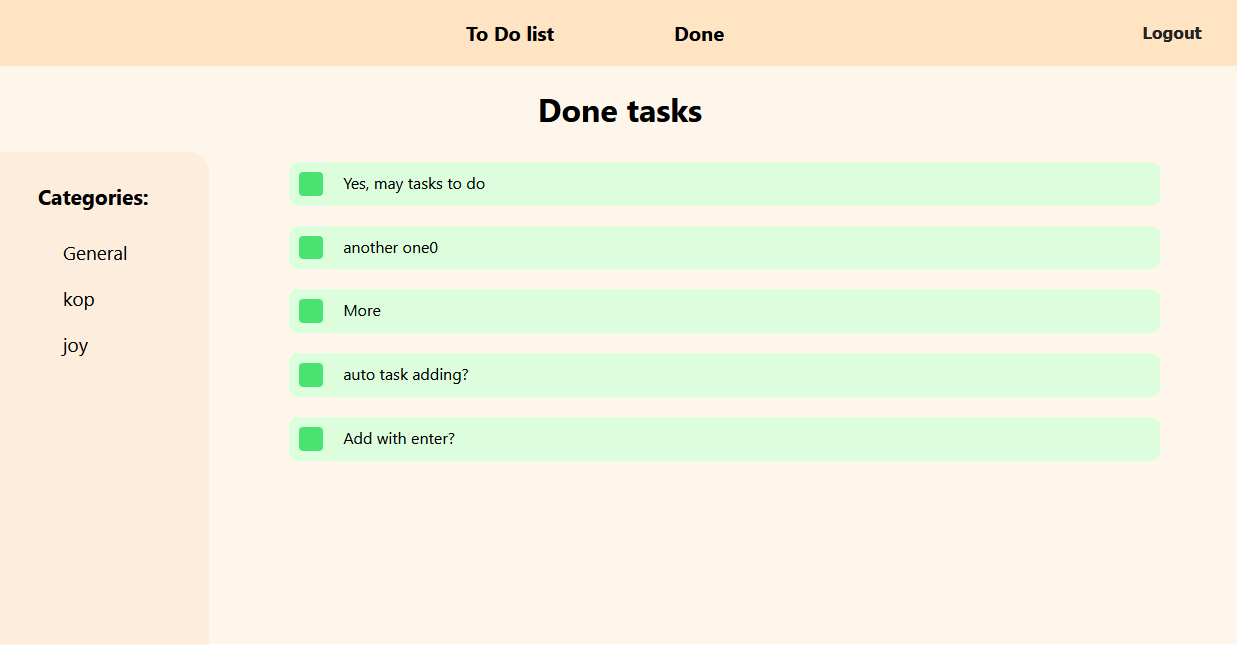 To Do list
Done
Logout
Done tasks
Categories:
General
kop
joy
Yes, may tasks to do
another one0
More
auto task adding?
Add with enter?